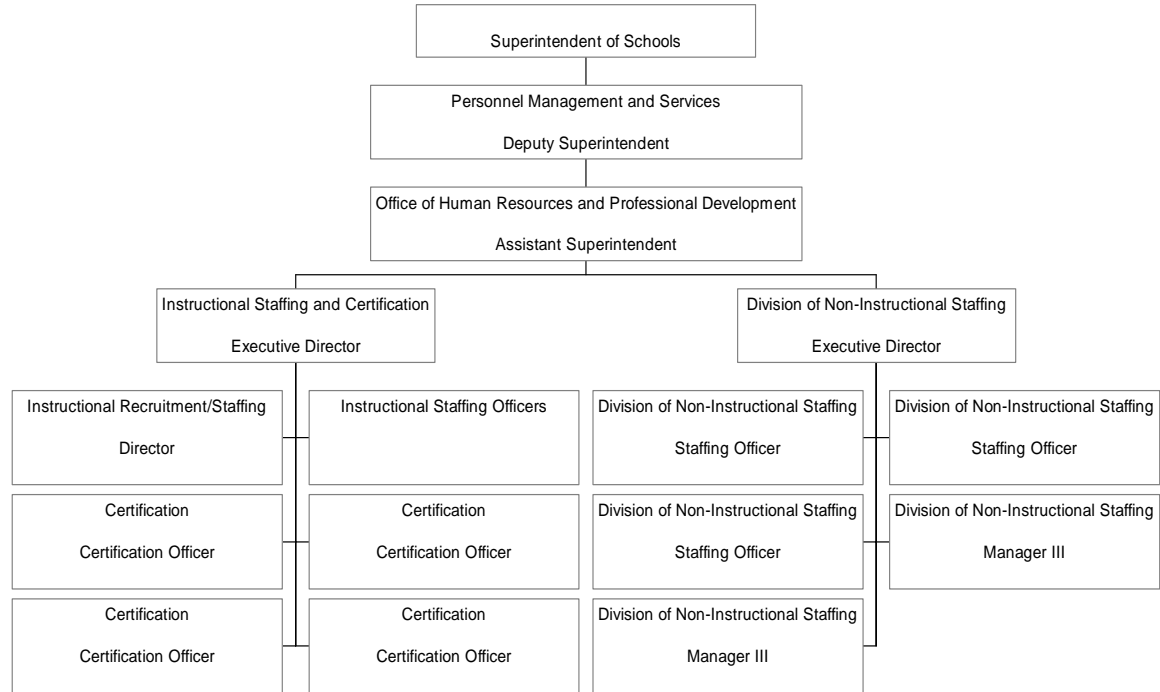 Superintendent of Schools
Personnel Management and Services
Deputy Superintendent
Office of Human Resources and Professional Development
Assistant Superintendent
Instructional Staffing and Certification
Executive Director
Division of Non-Instructional Staffing
Executive Director
Instructional Recruitment/Staffing
Director
Instructional Staffing Officers
Division of Non-Instructional Staffing
Staffing Officer
Division of Non-Instructional Staffing
Staffing Officer
Certification
Certification Officer
Certification
Certification Officer
Division of Non-Instructional Staffing
Staffing Officer
Division of Non-Instructional Staffing
Manager III
Certification
Certification Officer
Certification
Certification Officer
Division of Non-Instructional Staffing
Manager III